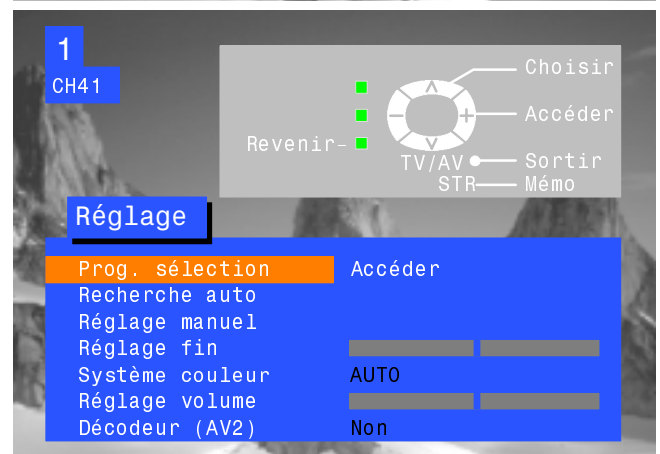 1
CH41
Choisir
Accéder
Revenir
TV/AV Sortir
STR Mémo
Réglage
Prog. sélection Accéder
Recherche auto
Réglage manuel
Réglage fin
Système couleur AUTO
Réglage volume
Décodeur (AV2) Non